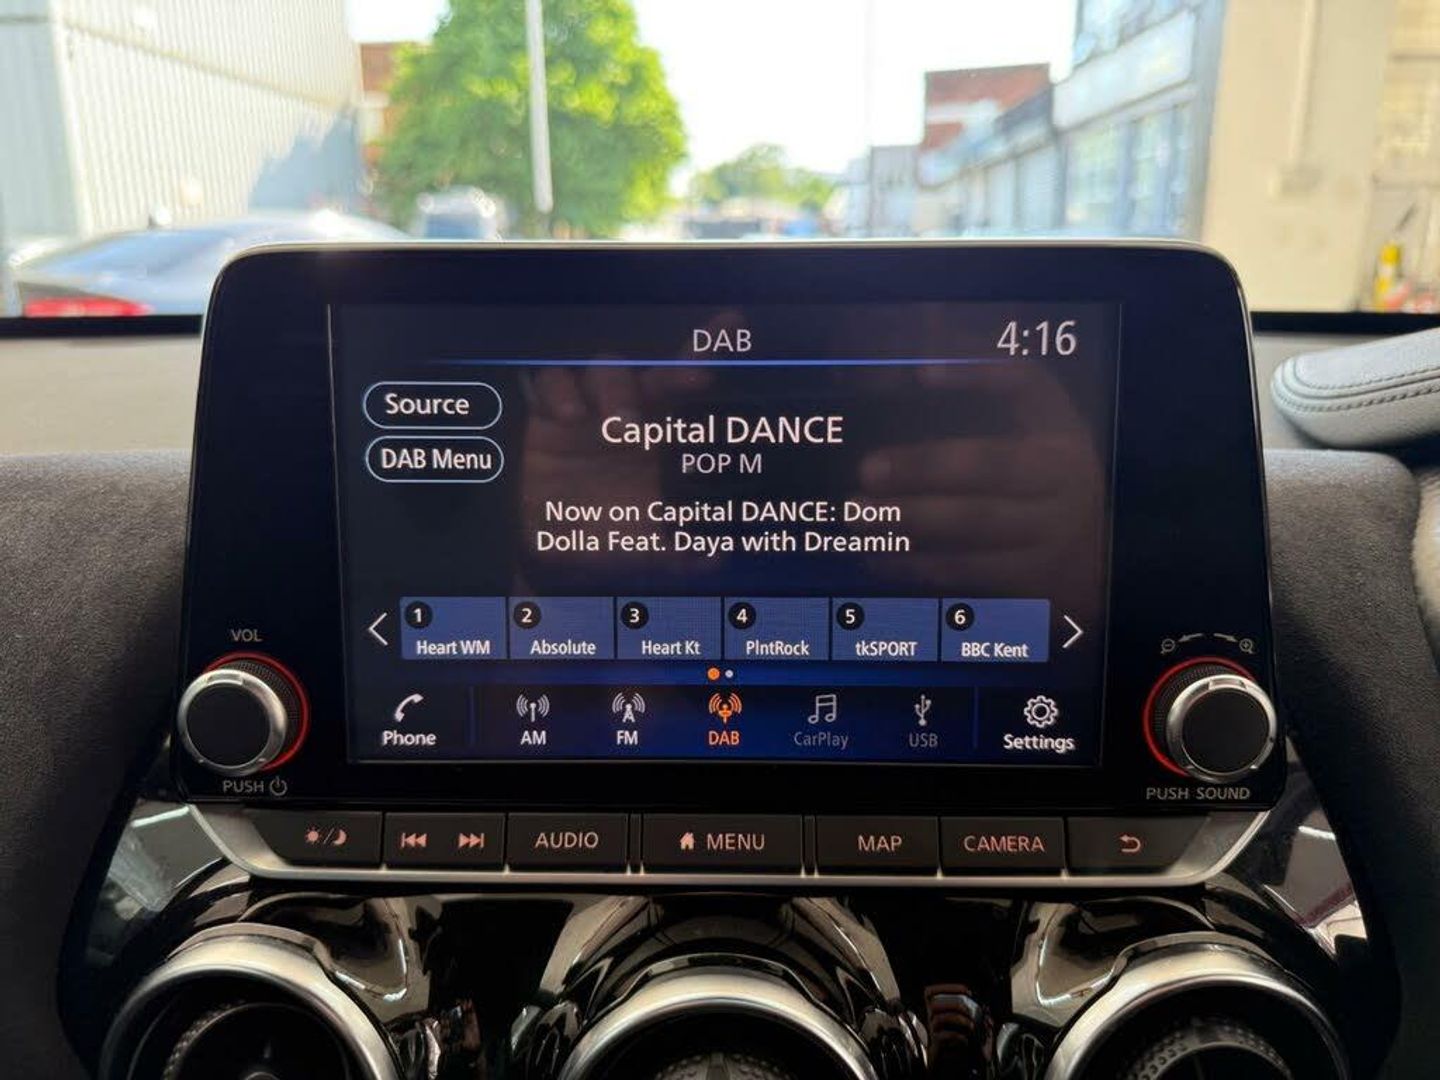 DAB
4:16
Source
DAB Menu
Capital DANCE
POP M
Now on Capital DANCE: Dom
Dolla Feat. Daya with Dreamin
1 Heart WM
2 Absolute
3 Heart Kt
4 PlntRock
5 tkSPORT
6 BBC Kent
Phone
AM
FM
DAB
CarPlay
USB
Settings
VOL
PUSH
PUSH SOUND
AUDIO
MENU
MAP
CAMERA